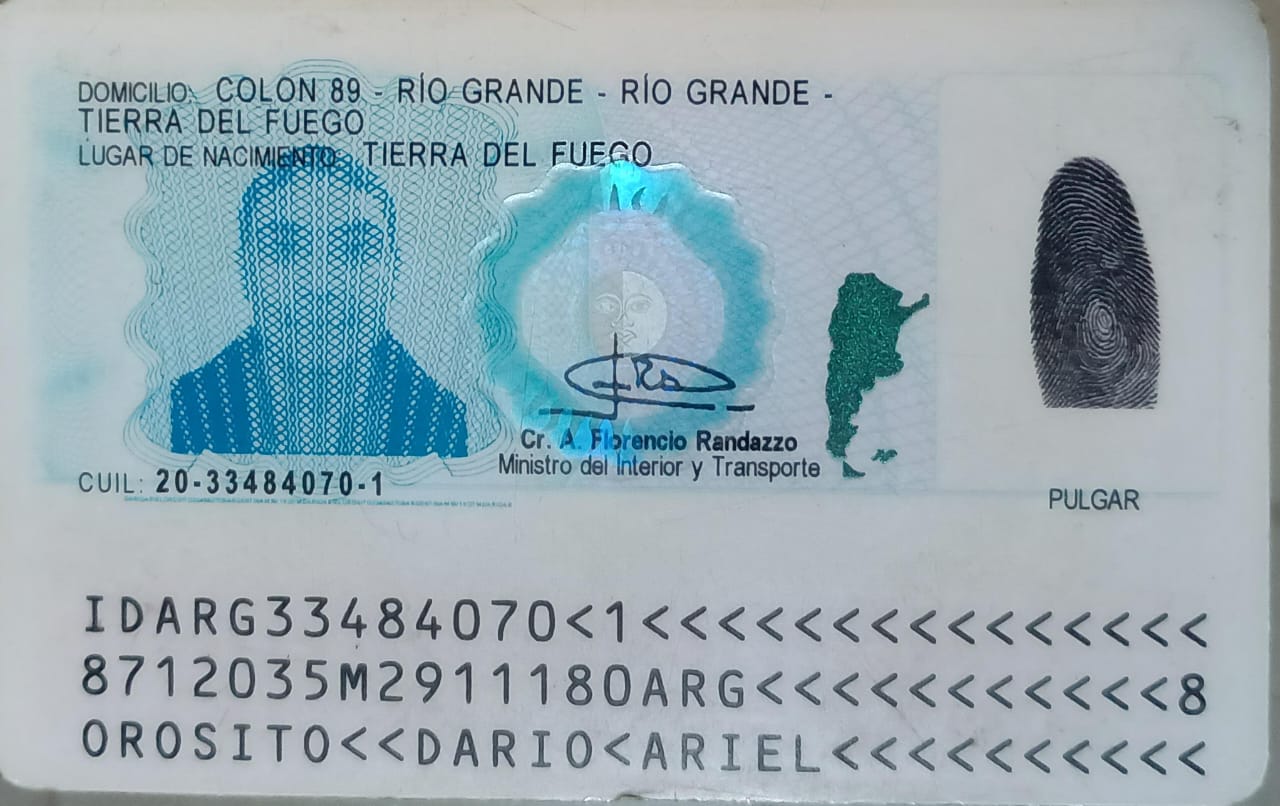 DOMICILIO: COLON 89 - RÍO GRANDE - RÍO GRANDE -
TIERRA DEL FUEGO
LUGAR DE NACIMIENTO: TIERRA DEL FUEGO
Cr. A. Florencio Randazzo
Ministro del Interior y Transporte
CUIL: 20-33484070-1
PULGAR
IDARG33484070<1<<<<<<<<<<<<<<<
8712035M2911180ARG<<<<<<<<<<<8
OROSITO<<DARIO<ARIEL<<<<<<<<<<